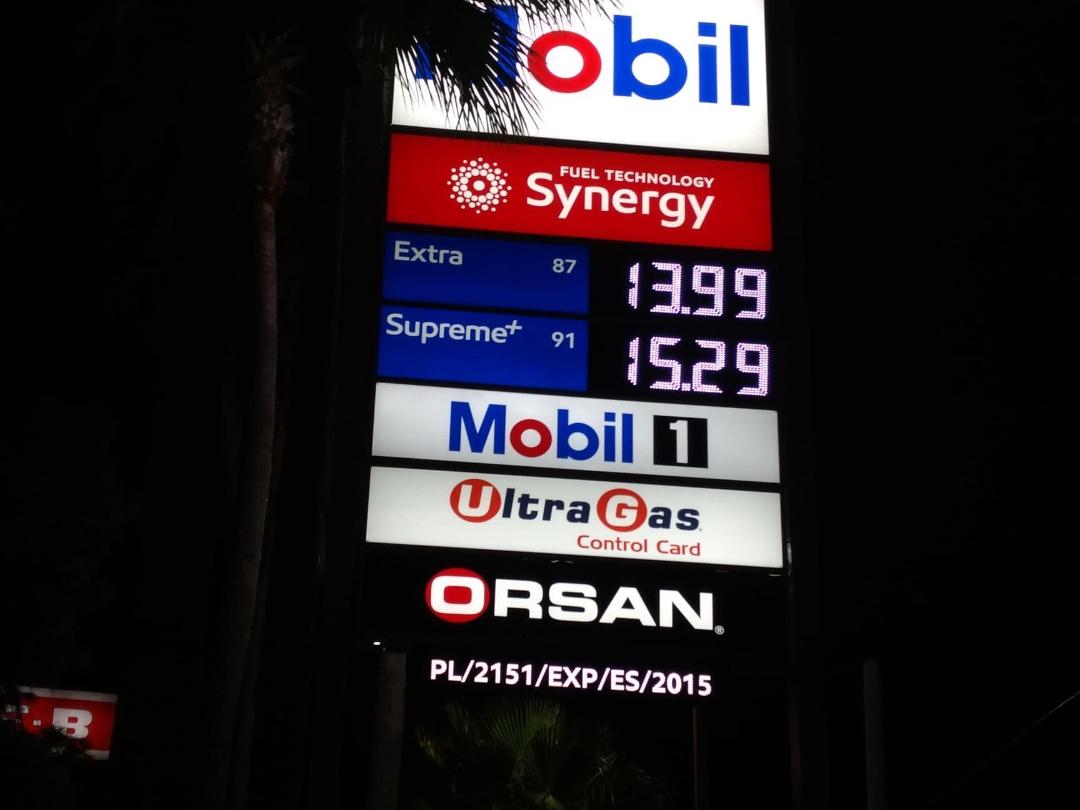 Mobil
FUEL TECHNOLOGY
Synergy
Extra 87 13.99
Supreme+ 91 15.29
Mobil 1
UltraGas
Control Card
ORSAN®
PL/2151/EXP/ES/2015
B